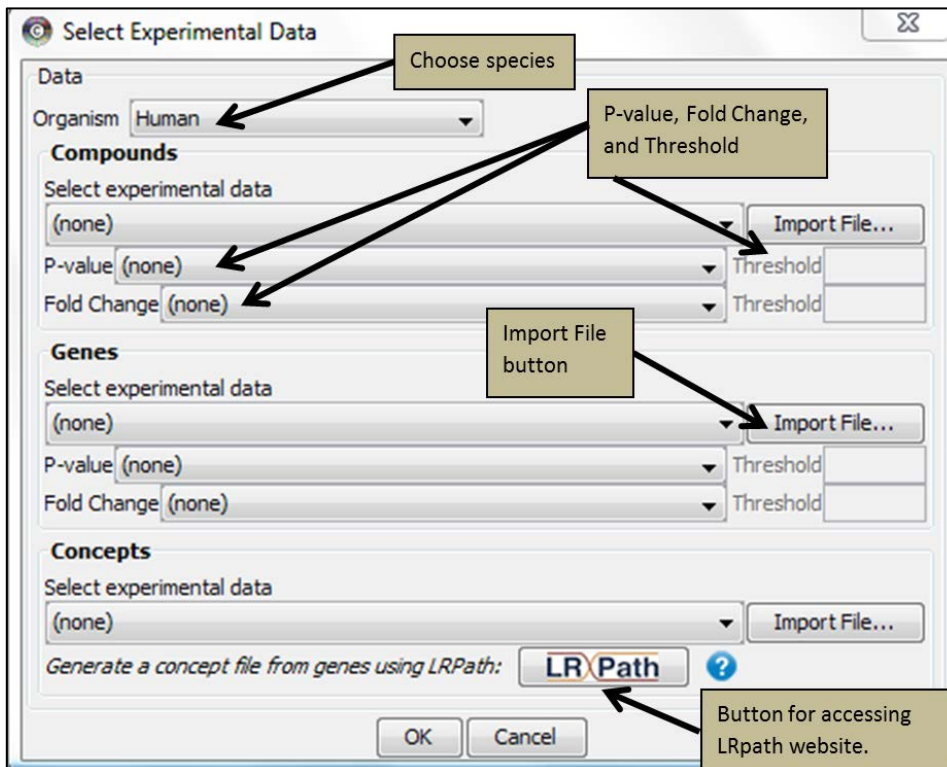 Select Experimental Data
Choose species
Data
Organism Human
P-value, Fold Change,
and Threshold
Compounds
Select experimental data
(none) Import File...
P-value (none) Threshold
Fold Change (none) Threshold
Import File
button
Genes
Select experimental data
(none) Import File...
P-value (none) Threshold
Fold Change (none) Threshold
Concepts
Select experimental data
(none) Import File...
Generate a concept file from genes using LRPath: LR Path ?
Button for accessing
LRpath website.
OK Cancel